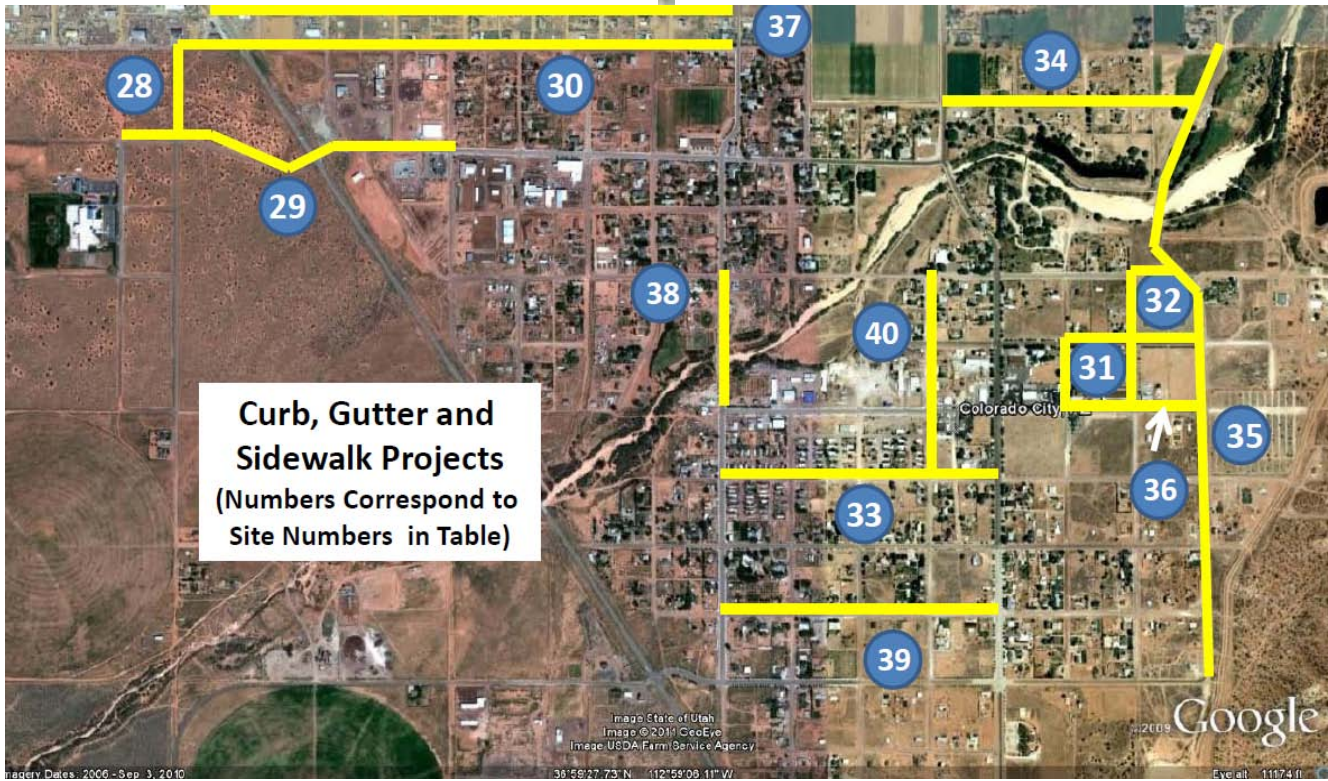 37
34
28
30
29
32
38
40
31
Colorado City
Curb, Gutter and
Sidewalk Projects
(Numbers Correspond to
Site Numbers in Table)
35
36
33
39
Image State of Utah
Image © 2011 GeoEye
Image USDA Farm Service Agency
©2009 Google
magery Dates: 2006 - Sep 3, 2010
36°59'27.73" N 112°59'06.11" W
Eye alt 11174 ft